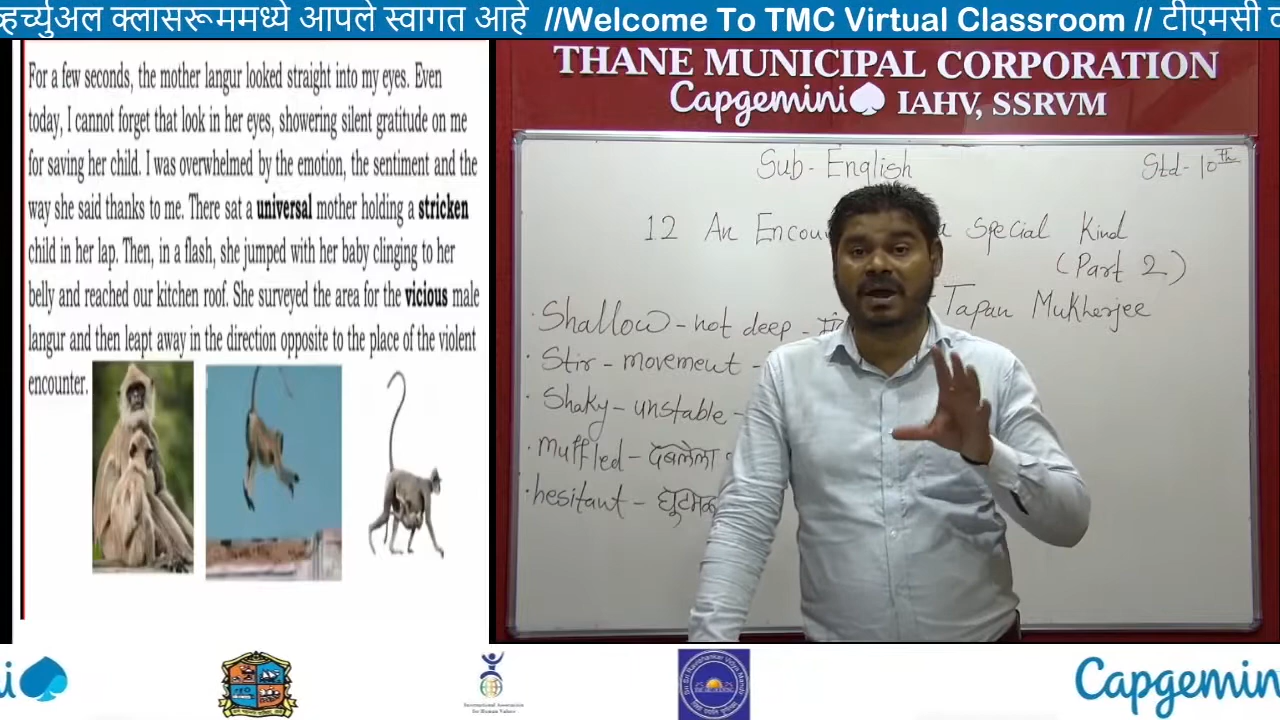 व्हर्च्युअल क्लासरूममध्ये आपले स्वागत आहे //Welcome To TMC Virtual Classroom // टीएमसी
For a few seconds, the mother langur looked straight into my eyes. Even
today, I cannot forget that look in her eyes, showering silent gratitude on me
for saving her child. I was overwhelmed by the emotion, the sentiment and the
way she said thanks to me. There sat a universal mother holding a stricken
child in her lap. Then, in a flash, she jumped with her baby clinging to her
belly and reached our kitchen roof. She surveyed the area for the vicious male
langur and then leapt away in the direction opposite to the place of the violent
encounter.
THANE MUNICIPAL CORPORATION
Capgemini IAHV, SSRVM
Sub - English
Std - 10th
12 An Encou a special Kind
(Part 2)
- Tapan Mukherjee
· Shallow - not deep -
· Stir - movement -
· Shaky - unstable -
· muffled - दबलेला
· hesitant -
International Association
for Human Values
Capgemin